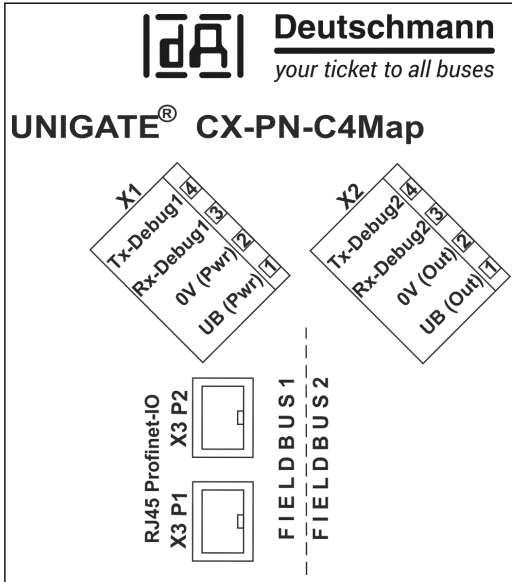 dA
Deutschmann
your ticket to all buses
UNIGATE® CX-PN-C4Map
X1
Tx-Debug1 4
Rx-Debug1 3
0V (Pwr) 2
UB (Pwr) 1
X2
Tx-Debug2 4
Rx-Debug2 3
0V (Out) 2
UB (Out) 1
RJ45 Profinet-IO
X3 P1
X3 P2
FIELDBUS1
FIELDBUS2